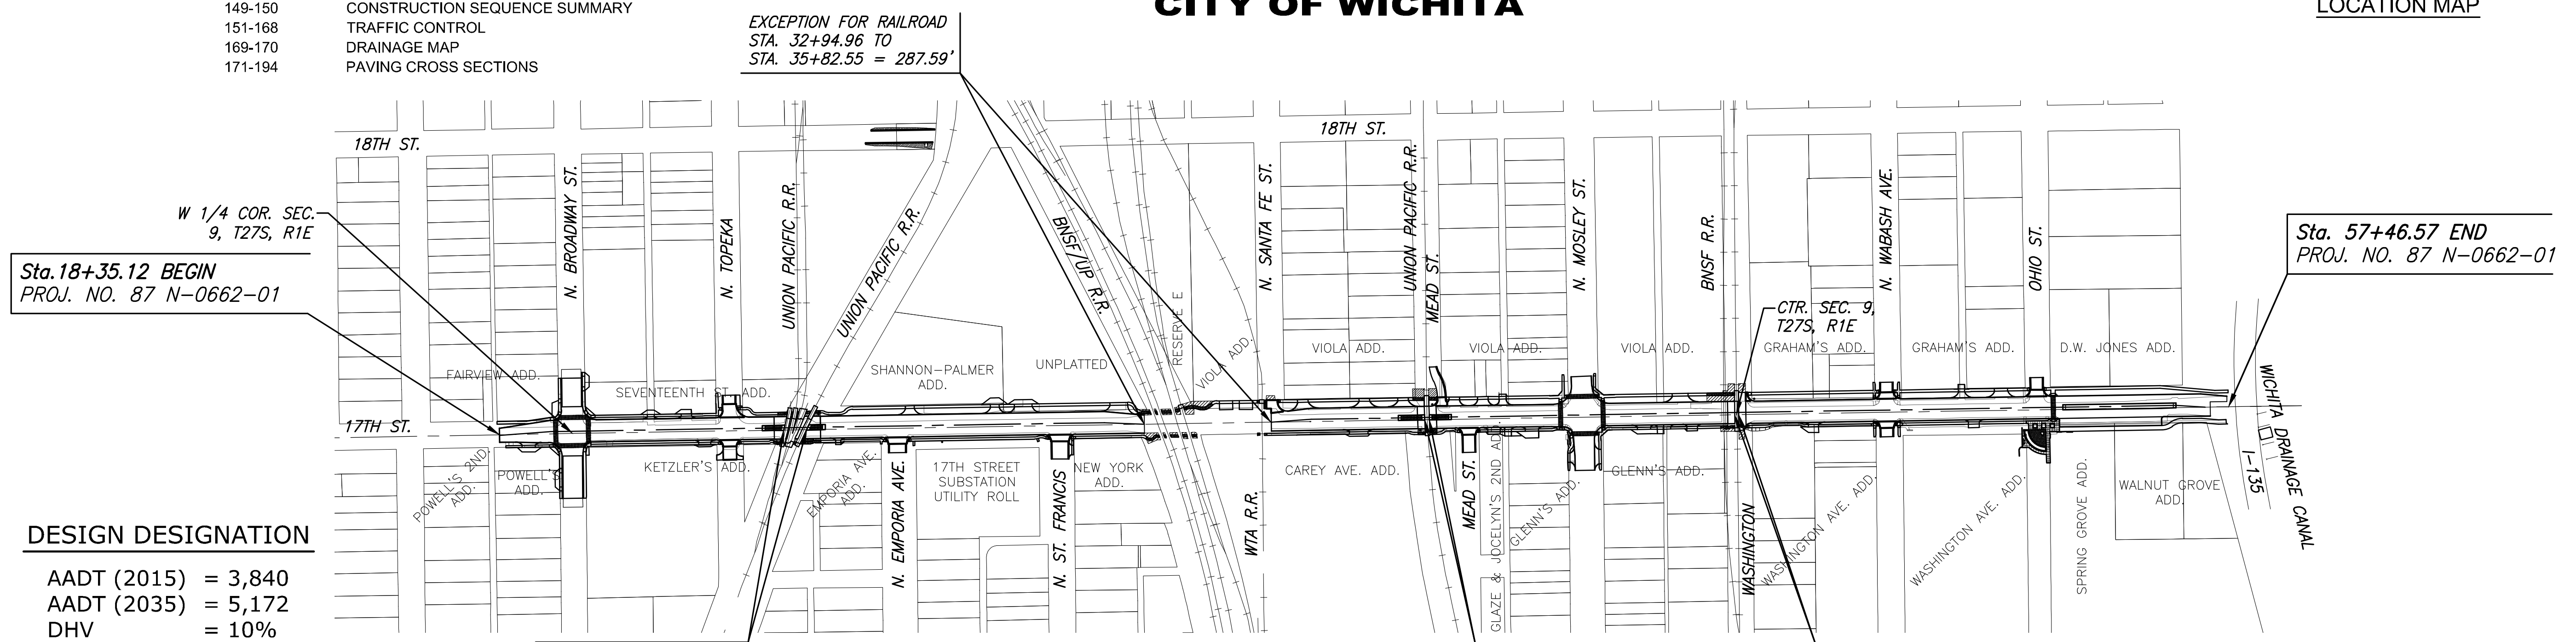 149-150 CONSTRUCTION SEQUENCE SUMMARY
151-168 TRAFFIC CONTROL
169-170 DRAINAGE MAP
171-194 PAVING CROSS SECTIONS
EXCEPTION FOR RAILROAD
STA. 32+94.96 TO
STA. 35+82.55 = 287.59'
CITY OF WICHITA
LOCATION MAP
18TH ST.
18TH ST.
W 1/4 COR. SEC.
9, T27S, R1E
Sta.18+35.12 BEGIN
PROJ. NO. 87 N-0662-01
N. BROADWAY ST.
N. TOPEKA
UNION PACIFIC R.R.
UNION PACIFIC R.R.
BNSF/UP R.R.
RESERVE E
VIOLA ADD.
N. SANTA FE ST.
UNION PACIFIC R.R.
MEAD ST.
N. MOSLEY ST.
BNSF R.R.
N. WABASH AVE.
OHIO ST.
Sta. 57+46.57 END
PROJ. NO. 87 N-0662-01
CTR. SEC. 9,
T27S, R1E
FAIRVIEW ADD.
SEVENTEENTH ST. ADD.
SHANNON-PALMER
ADD.
UNPLATTED
VIOLA ADD.
VIOLA ADD.
VIOLA ADD.
GRAHAM'S ADD.
GRAHAM'S ADD.
D.W. JONES ADD.
17TH ST.
POWELL'S 2ND.
ADD.
POWELL'S
ADD.
KETZLER'S ADD.
EMPORIA AVE.
ADD.
N. EMPORIA AVE.
17TH STREET
SUBSTATION
UTILITY ROLL
N. ST. FRANCIS
NEW YORK
ADD.
WTA R.R.
CAREY AVE. ADD.
MEAD ST.
GLAZE & JOCELYN'S 2ND ADD.
GLENN'S ADD.
GLENN'S ADD.
WASHINGTON
WASHINGTON AVE. ADD.
WASHINGTON AVE. ADD.
SPRING GROVE ADD.
WALNUT GROVE
ADD.
I-135
WICHITA DRAINAGE CANAL
DESIGN DESIGNATION
AADT (2015) = 3,840
AADT (2035) = 5,172
DHV = 10%